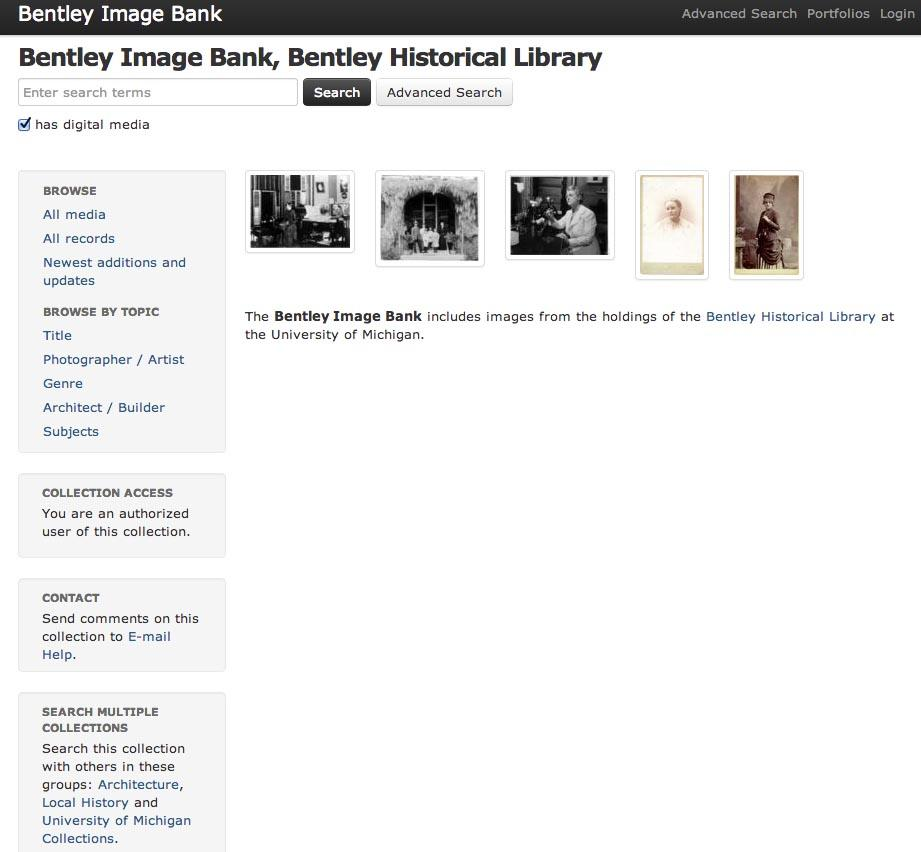 Bentley Image Bank
Advanced Search Portfolios Login
Bentley Image Bank, Bentley Historical Library
Enter search terms
Search
Advanced Search
has digital media
BROWSE
All media
All records
Newest additions and
updates
BROWSE BY TOPIC
Title
Photographer / Artist
Genre
Architect / Builder
Subjects
COLLECTION ACCESS
You are an authorized
user of this collection.
CONTACT
Send comments on this
collection to E-mail
Help.
SEARCH MULTIPLE
COLLECTIONS
Search this collection
with others in these
groups: Architecture,
Local History and
University of Michigan
Collections.
The Bentley Image Bank includes images from the holdings of the Bentley Historical Library at
the University of Michigan.